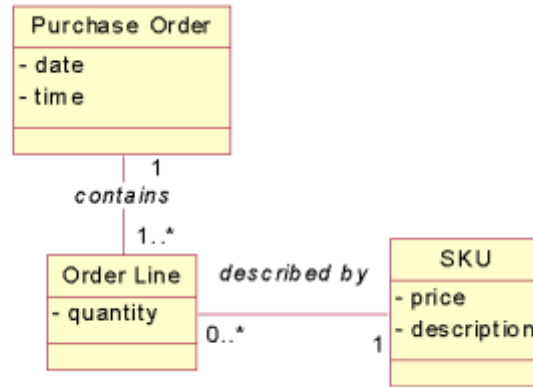 Purchase Order
- date
- time
1
contains
1..*
Order Line
- quantity
described by
0..*
1
SKU
- price
- description